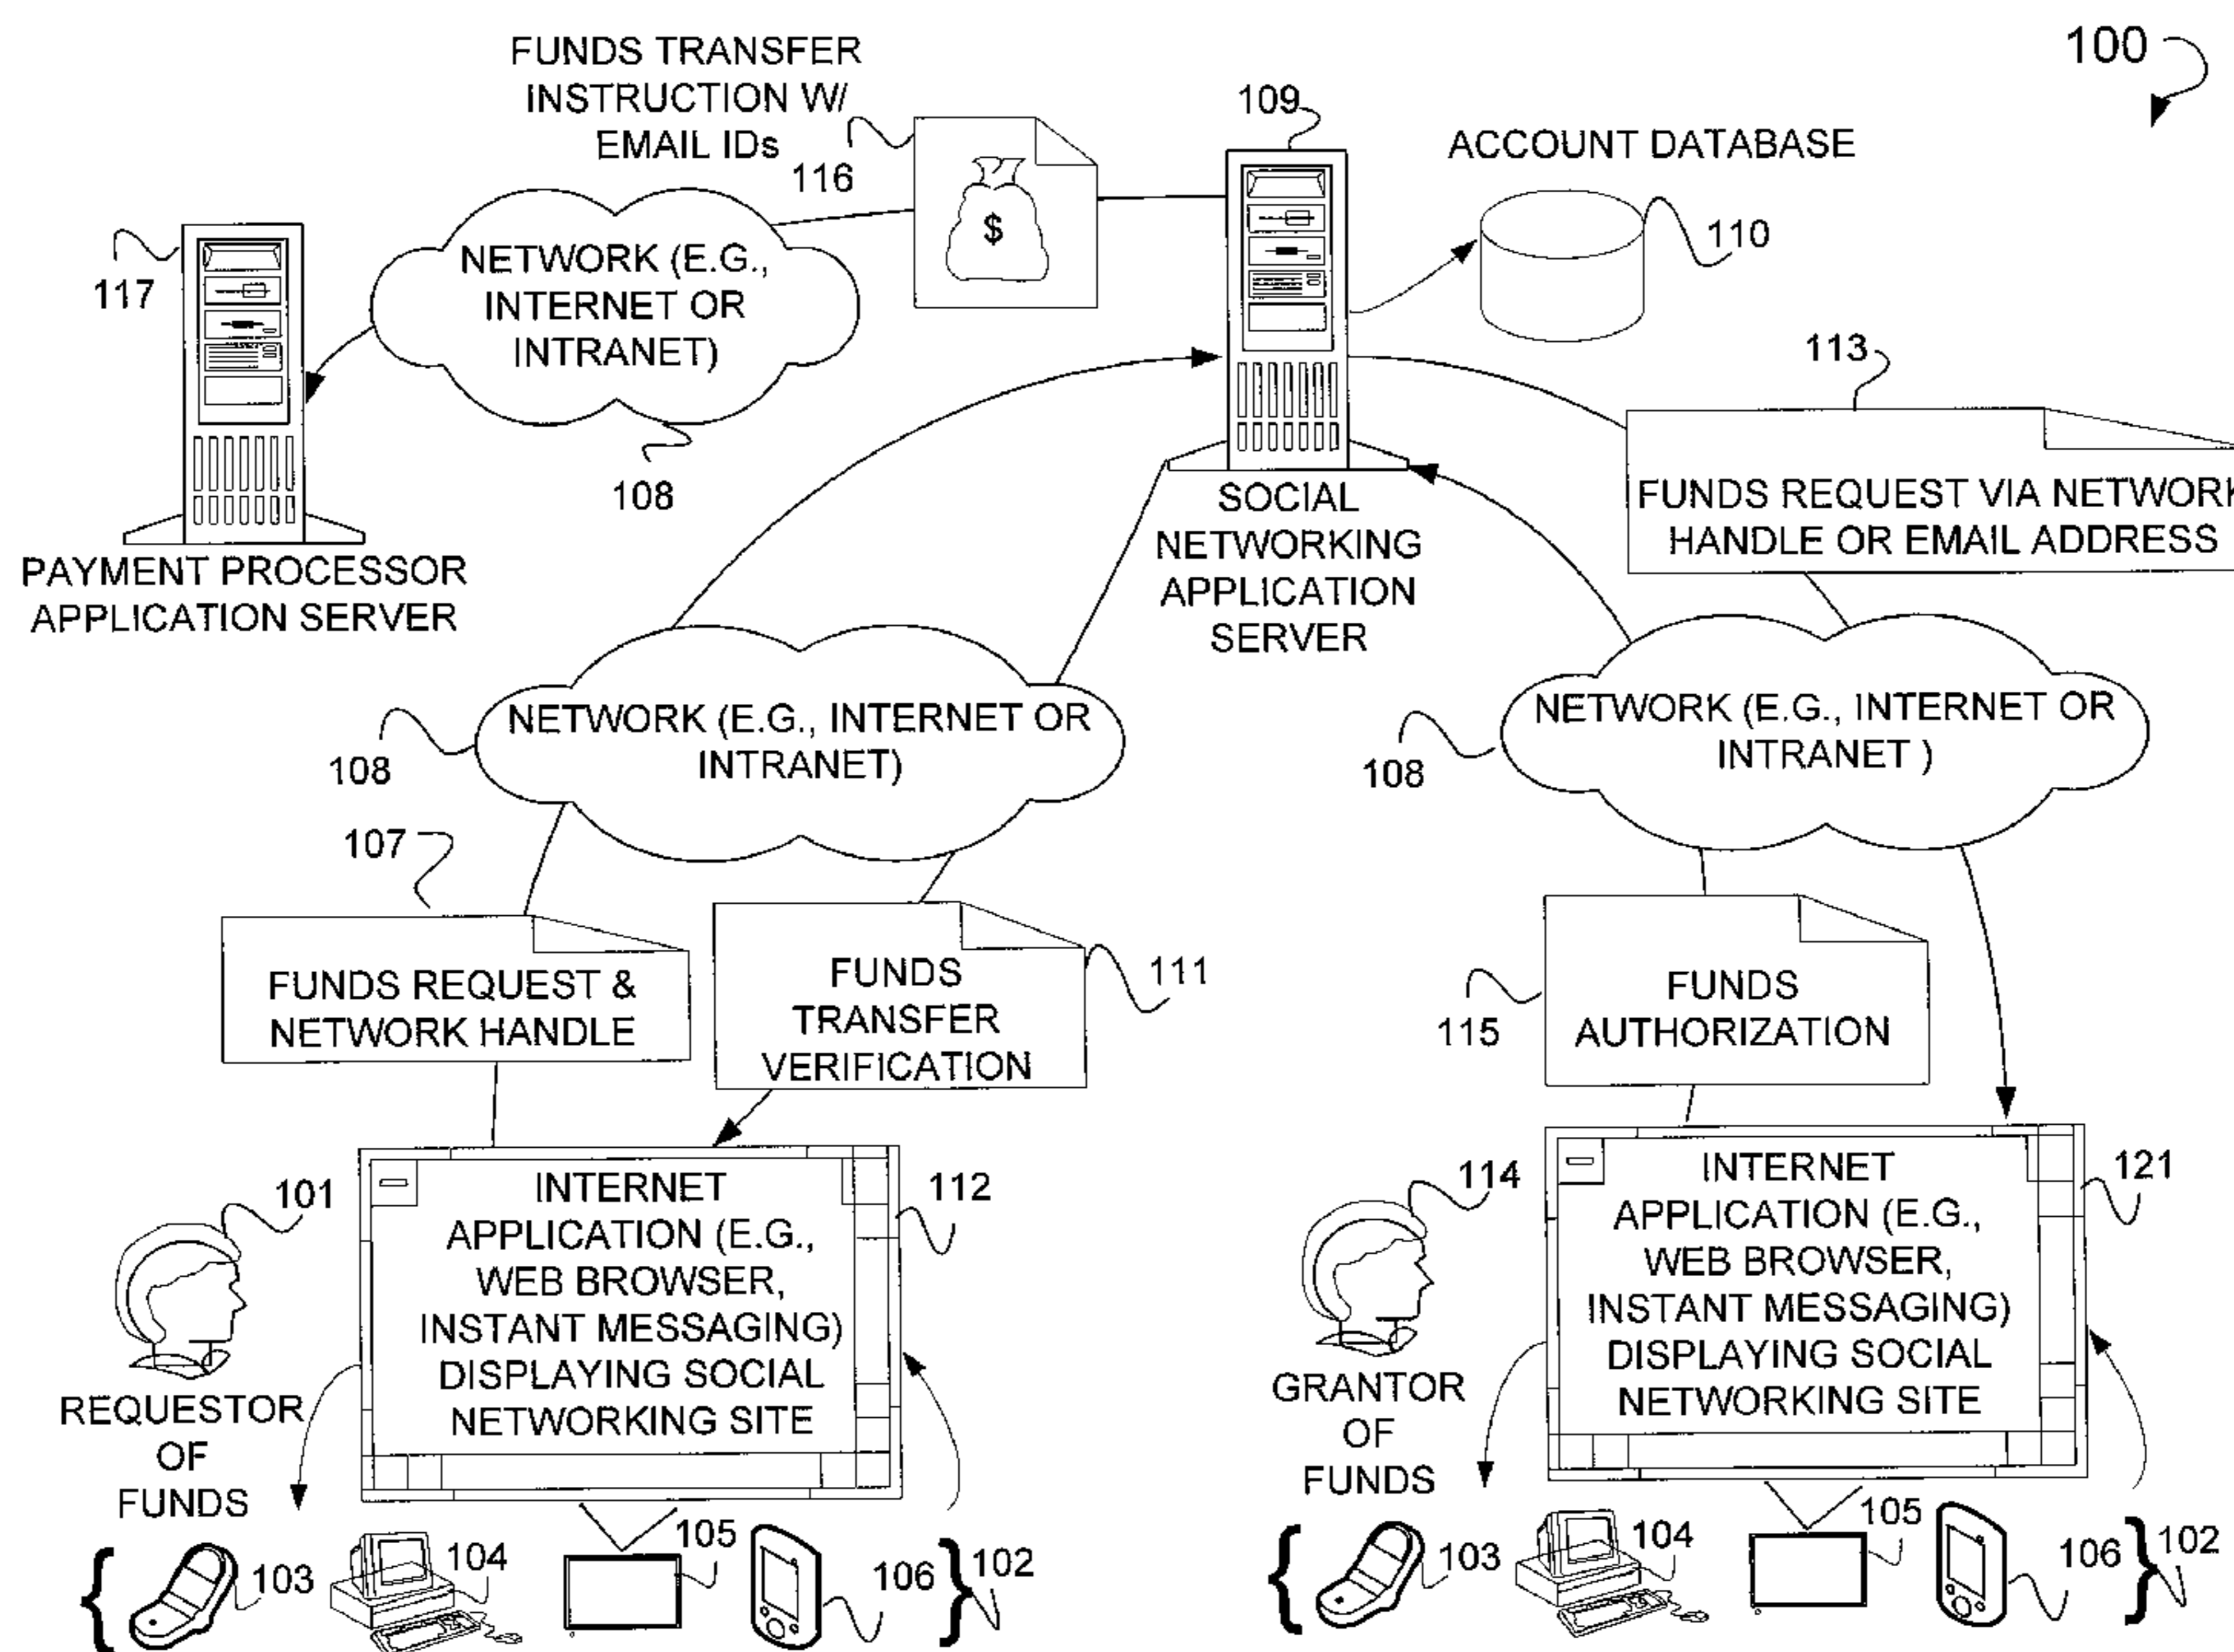 100
FUNDS TRANSFER
INSTRUCTION W/
EMAIL IDs
116
$
109
ACCOUNT DATABASE
110
117
NETWORK (E.G.,
INTERNET OR
INTRANET)
108
PAYMENT PROCESSOR
APPLICATION SERVER
SOCIAL
NETWORKING
APPLICATION
SERVER
113
FUNDS REQUEST VIA NETWORK
HANDLE OR EMAIL ADDRESS
NETWORK (E.G., INTERNET OR
INTRANET)
108
NETWORK (E.G., INTERNET OR
INTRANET )
108
107
FUNDS REQUEST &
NETWORK HANDLE
FUNDS
TRANSFER
VERIFICATION
111
FUNDS
AUTHORIZATION
115
101
REQUESTOR
OF
FUNDS
INTERNET
APPLICATION (E.G.,
WEB BROWSER,
INSTANT MESSAGING)
DISPLAYING SOCIAL
NETWORKING SITE
112
114
GRANTOR
OF
FUNDS
INTERNET
APPLICATION (E.G.,
WEB BROWSER,
INSTANT MESSAGING)
DISPLAYING SOCIAL
NETWORKING SITE
121
{ 103 104 105 106 } 102
{ 103 104 105 106 } 102